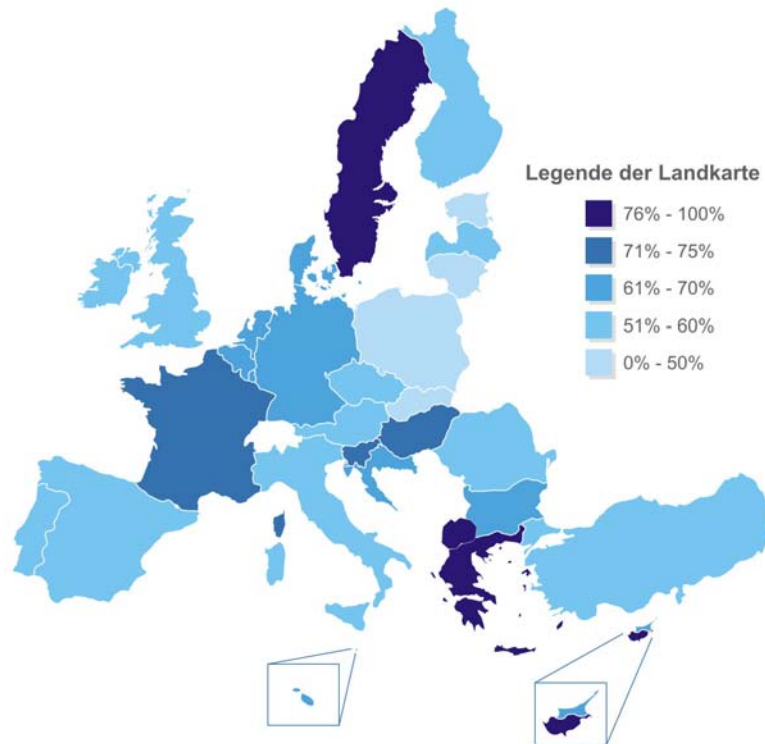 Legende der Landkarte
76% - 100%
71% - 75%
61% - 70%
51% - 60%
0% - 50%